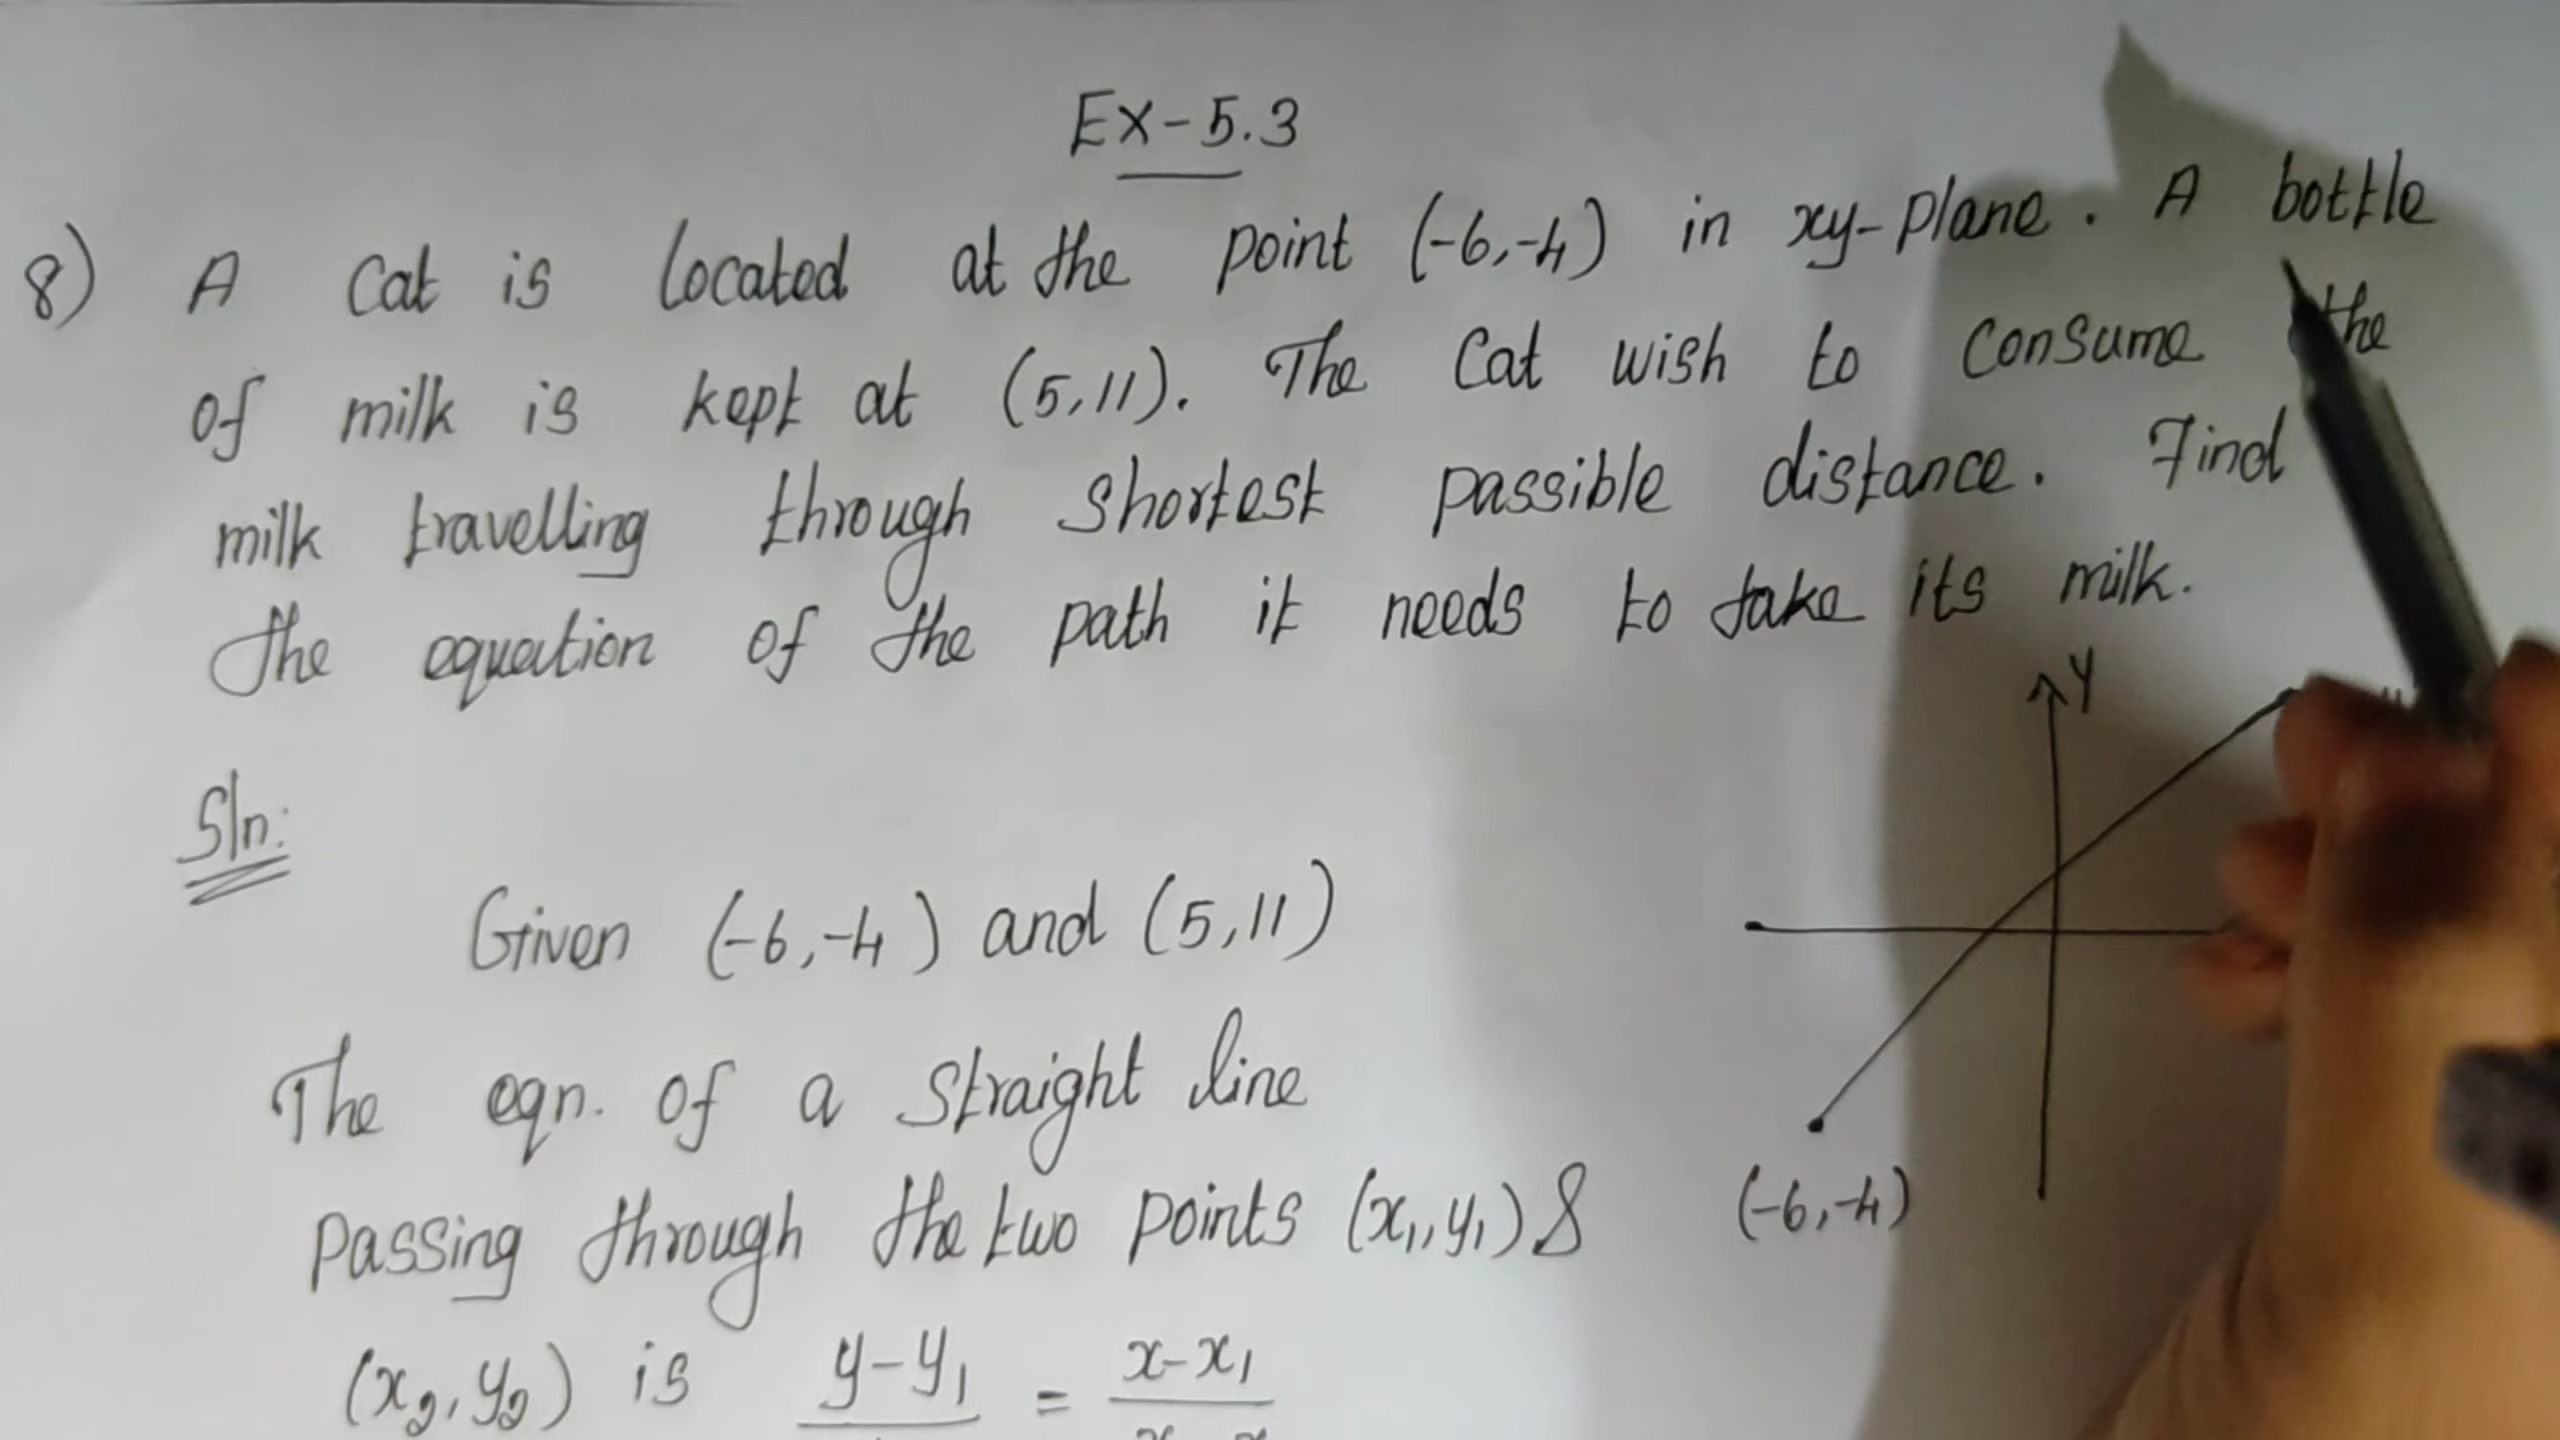 Ex-5.3
8) A Cat is located at the point (-6,-4) in xy-plane. A bottle
of milk is kept at (5,11). The Cat wish to consume the
milk travelling through shortest passible distance. Find
the equation of the path it needs to take its milk.
Sln:
Y
Given (-6,-4) and (5,11)
The eqn. of a straight line
passing through the two points (x₁,y₁) &
(-6,-4)
(x₂,y₂) is y-y₁ = x-x₁